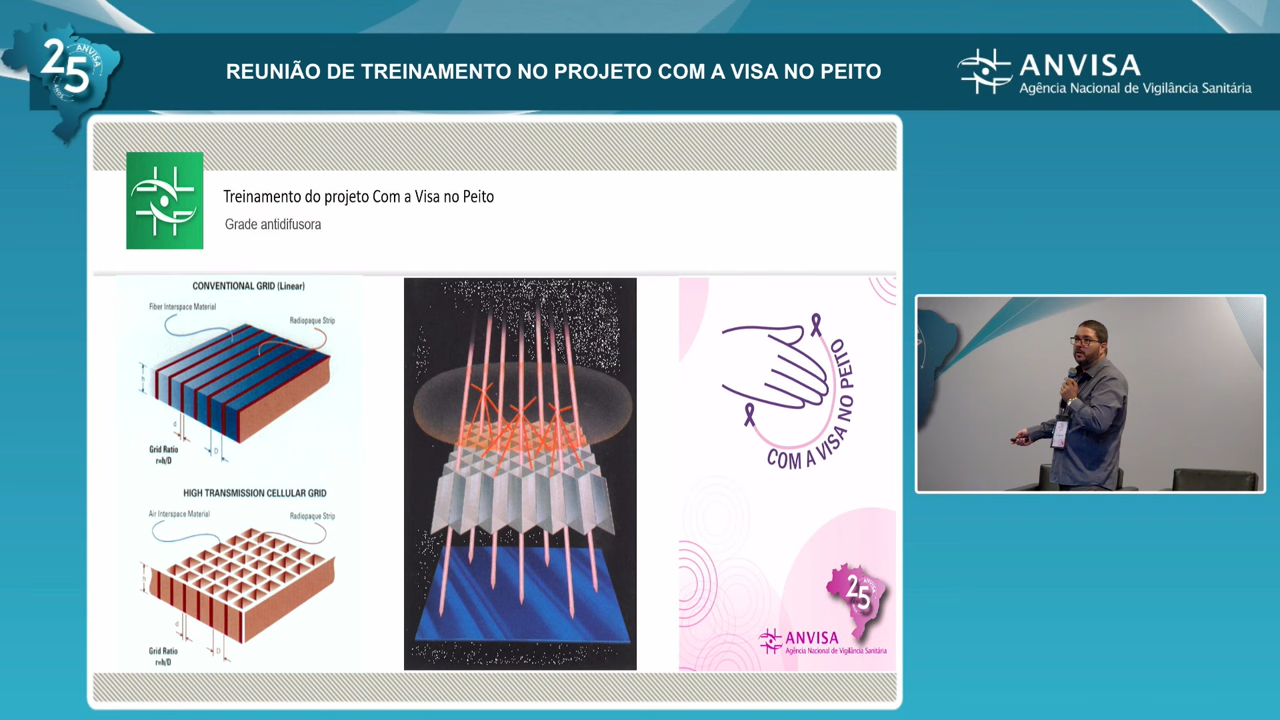 25
ANVISA
ANOS
REUNIÃO DE TREINAMENTO NO PROJETO COM A VISA NO PEITO
ANVISA
Agência Nacional de Vigilância Sanitária
Treinamento do projeto Com a Visa no Peito
Grade antidifusora
CONVENTIONAL GRID (Linear)
Fiber Interspace Material
Radiopaque Strip
h
d
D
Grid Ratio
r=h/D
HIGH TRANSMISSION CELLULAR GRID
Air Interspace Material
Radiopaque Strip
h
d
D
Grid Ratio
r=h/D
COM A VISA NO PEITO
25
ANVISA
Agência Nacional de Vigilância Sanitária